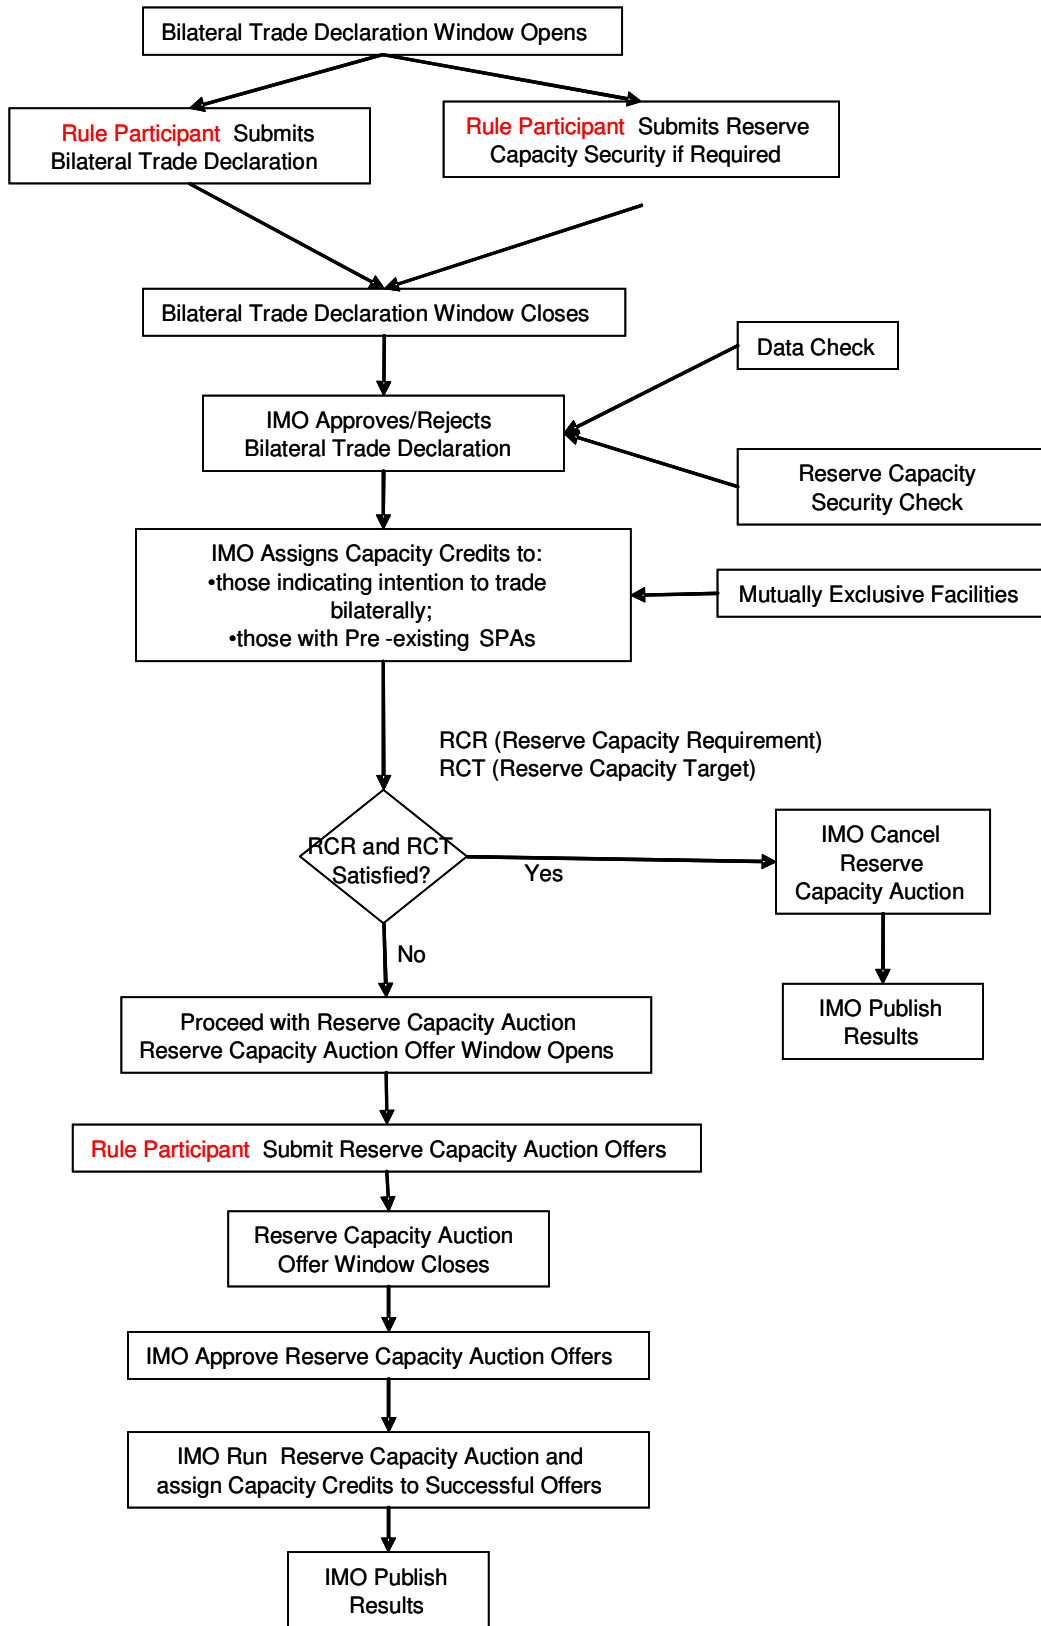 Bilateral Trade Declaration Window Opens
Rule Participant Submits
Bilateral Trade Declaration
Rule Participant Submits Reserve
Capacity Security if Required
Bilateral Trade Declaration Window Closes
Data Check
IMO Approves/Rejects
Bilateral Trade Declaration
Reserve Capacity
Security Check
IMO Assigns Capacity Credits to:
•those indicating intention to trade
bilaterally;
•those with Pre -existing SPAs
Mutually Exclusive Facilities
RCR (Reserve Capacity Requirement)
RCT (Reserve Capacity Target)
RCR and RCT
Satisfied?
Yes
IMO Cancel
Reserve
Capacity Auction
No
IMO Publish
Results
Proceed with Reserve Capacity Auction
Reserve Capacity Auction Offer Window Opens
Rule Participant Submit Reserve Capacity Auction Offers
Reserve Capacity Auction
Offer Window Closes
IMO Approve Reserve Capacity Auction Offers
IMO Run Reserve Capacity Auction and
assign Capacity Credits to Successful Offers
IMO Publish
Results